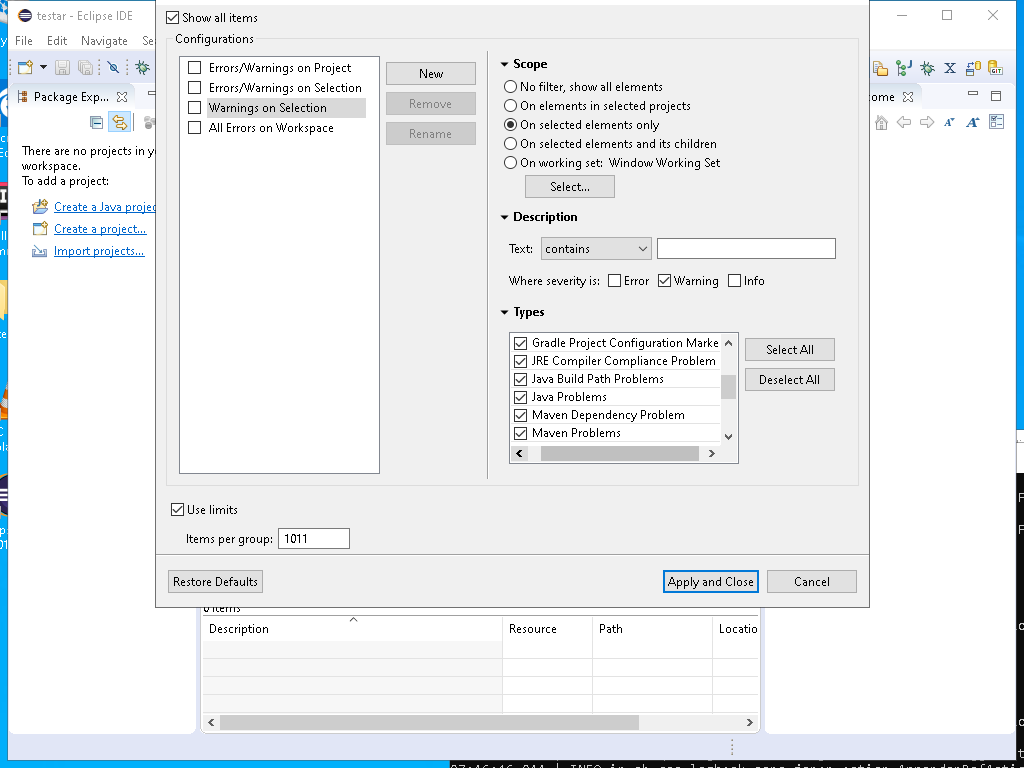 testar - Eclipse IDE
File Edit Navigate Se
Package Exp...
There are no projects in y
workspace.
To add a project:
Create a Java projec
Create a project...
Import projects...
Show all items
Configurations
Errors/Warnings on Project
Errors/Warnings on Selection
Warnings on Selection
All Errors on Workspace
New
Remove
Rename
Scope
No filter, show all elements
On elements in selected projects
On selected elements only
On selected elements and its children
On working set: Window Working Set
Select...
Description
Text: contains
Where severity is: Error Warning Info
Types
Gradle Project Configuration Marke
JRE Compiler Compliance Problem
Java Build Path Problems
Java Problems
Maven Dependency Problem
Maven Problems
Select All
Deselect All
Use limits
Items per group: 1011
Restore Defaults
Apply and Close
Cancel
ome
0 items
Description Resource Path Locatio